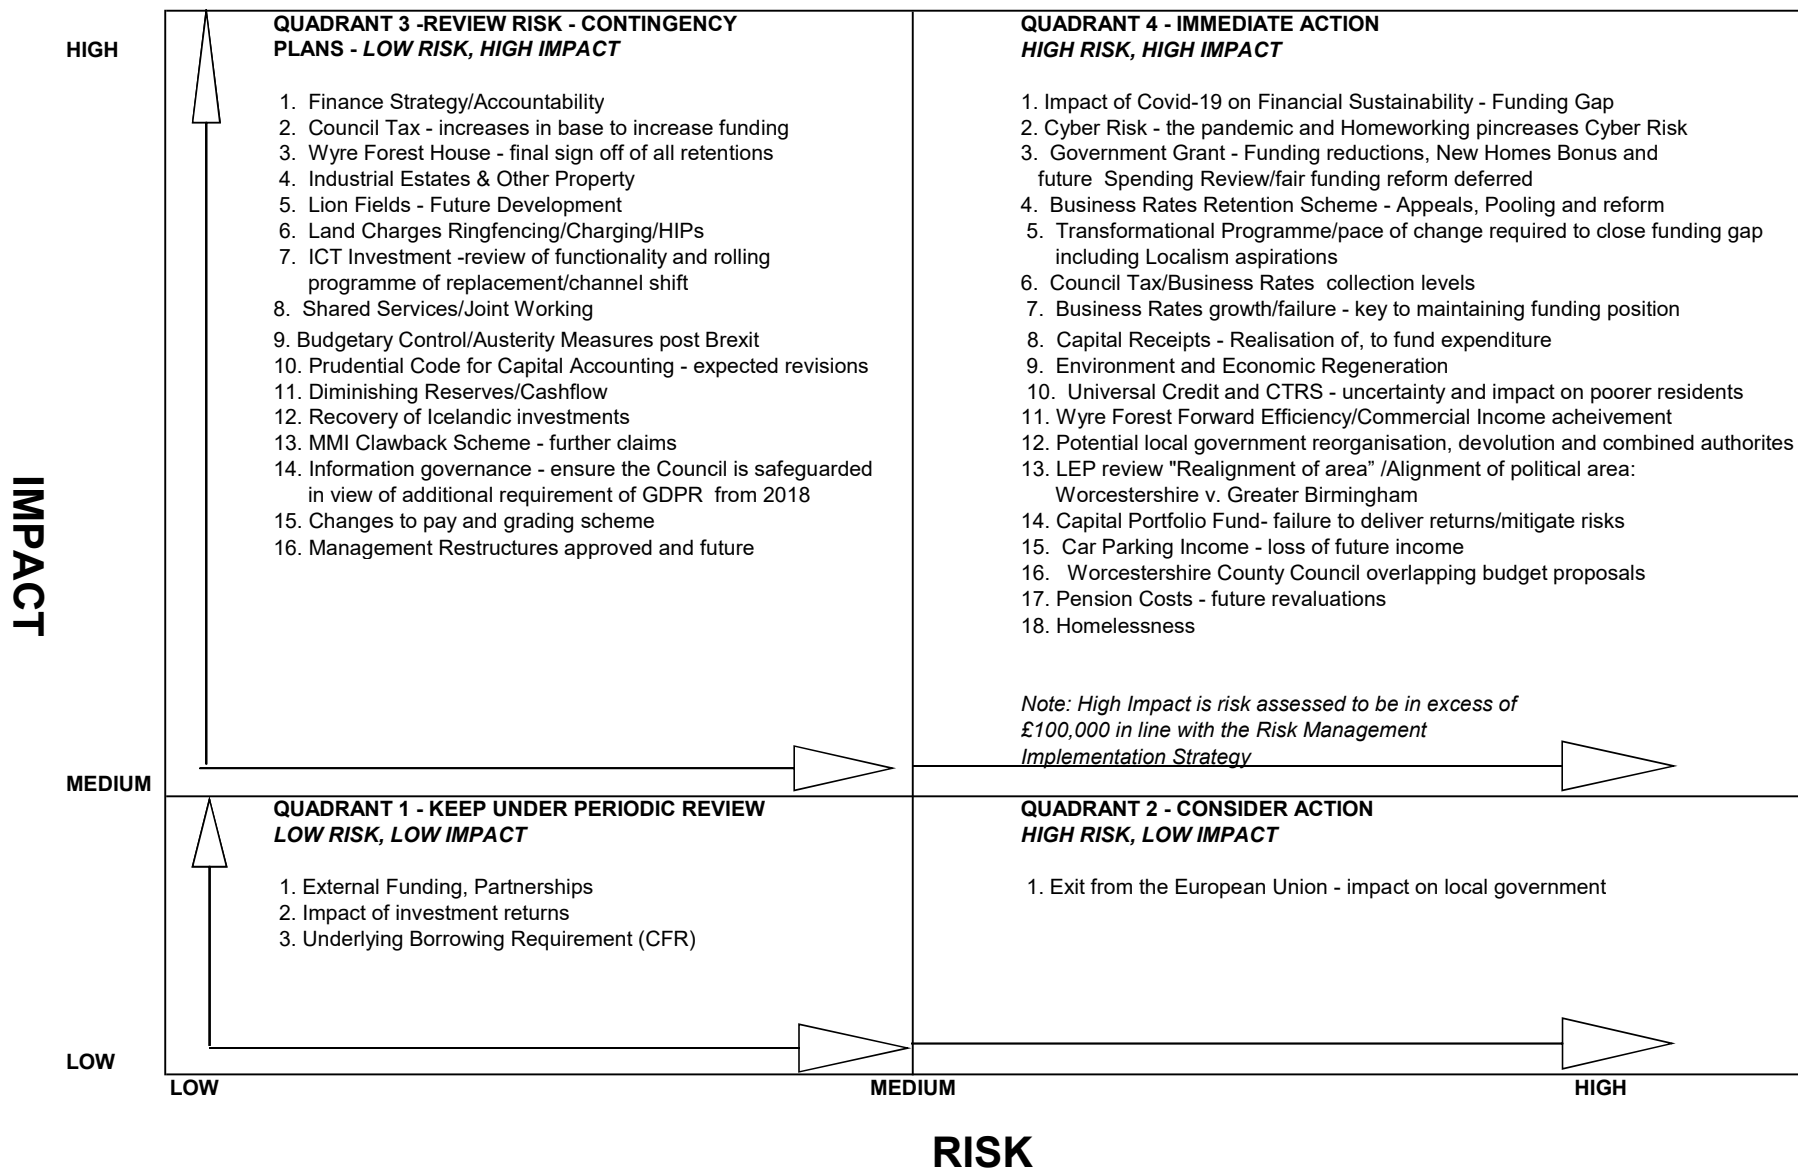 IMPACT
HIGH
QUADRANT 3 -REVIEW RISK - CONTINGENCY
PLANS - LOW RISK, HIGH IMPACT
1. Finance Strategy/Accountability
2. Council Tax - increases in base to increase funding
3. Wyre Forest House - final sign off of all retentions
4. Industrial Estates & Other Property
5. Lion Fields - Future Development
6. Land Charges Ringfencing/Charging/HIPs
7. ICT Investment -review of functionality and rolling
programme of replacement/channel shift
8. Shared Services/Joint Working
9. Budgetary Control/Austerity Measures post Brexit
10. Prudential Code for Capital Accounting - expected revisions
11. Diminishing Reserves/Cashflow
12. Recovery of Icelandic investments
13. MMI Clawback Scheme - further claims
14. Information governance - ensure the Council is safeguarded
in view of additional requirement of GDPR from 2018
15. Changes to pay and grading scheme
16. Management Restructures approved and future
QUADRANT 4 - IMMEDIATE ACTION
HIGH RISK, HIGH IMPACT
1. Impact of Covid-19 on Financial Sustainability - Funding Gap
2. Cyber Risk - the pandemic and Homeworking pincreases Cyber Risk
3. Government Grant - Funding reductions, New Homes Bonus and
future Spending Review/fair funding reform deferred
4. Business Rates Retention Scheme - Appeals, Pooling and reform
5. Transformational Programme/pace of change required to close funding gap
including Localism aspirations
6. Council Tax/Business Rates collection levels
7. Business Rates growth/failure - key to maintaining funding position
8. Capital Receipts - Realisation of, to fund expenditure
9. Environment and Economic Regeneration
10. Universal Credit and CTRS - uncertainty and impact on poorer residents
11. Wyre Forest Forward Efficiency/Commercial Income acheivement
12. Potential local government reorganisation, devolution and combined authorites
13. LEP review "Realignment of area” /Alignment of political area:
Worcestershire v. Greater Birmingham
14. Capital Portfolio Fund- failure to deliver returns/mitigate risks
15. Car Parking Income - loss of future income
16. Worcestershire County Council overlapping budget proposals
17. Pension Costs - future revaluations
18. Homelessness
Note: High Impact is risk assessed to be in excess of
£100,000 in line with the Risk Management
Implementation Strategy
MEDIUM
QUADRANT 1 - KEEP UNDER PERIODIC REVIEW
LOW RISK, LOW IMPACT
1. External Funding, Partnerships
2. Impact of investment returns
3. Underlying Borrowing Requirement (CFR)
QUADRANT 2 - CONSIDER ACTION
HIGH RISK, LOW IMPACT
1. Exit from the European Union - impact on local government
LOW
LOW
MEDIUM
HIGH
RISK